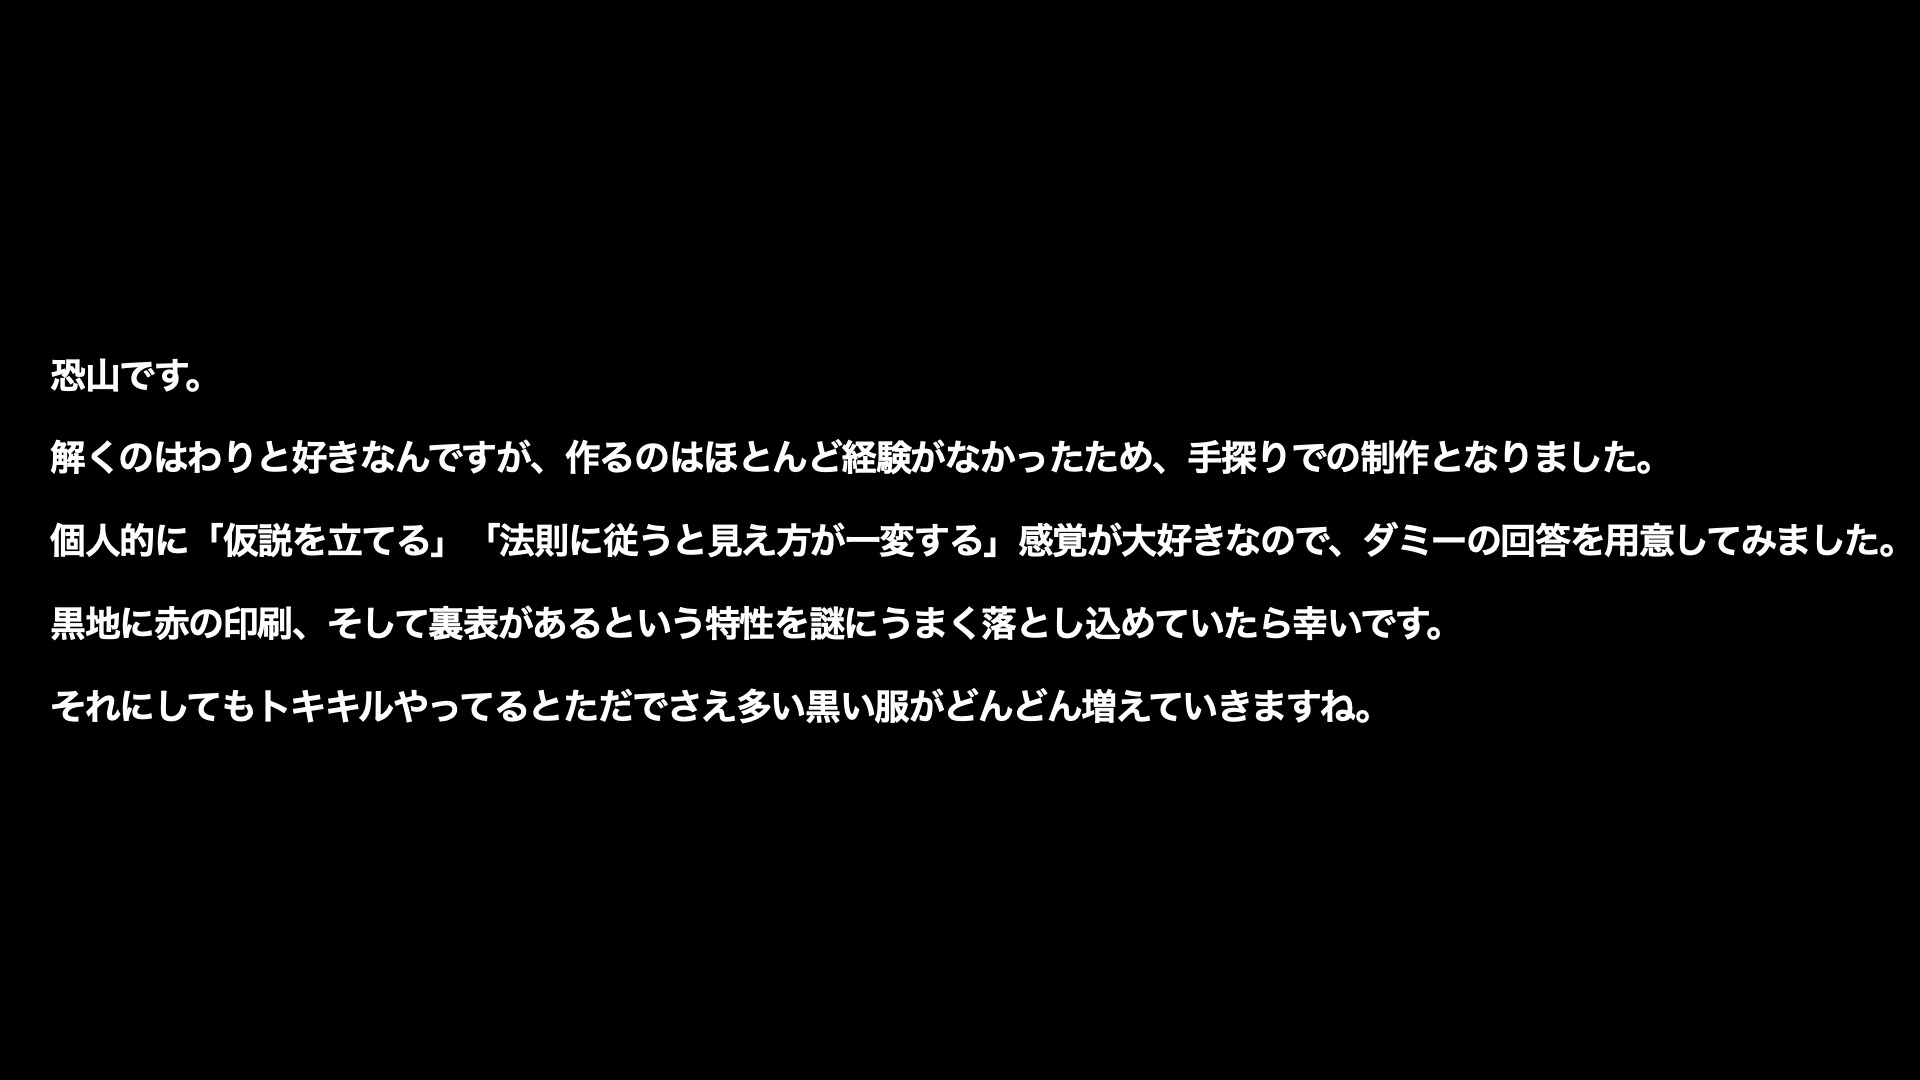 恐山です。
解くのはわりと好きなんですが、作るのはほとんど経験がなかったため、手探りでの制作となりました。
個人的に「仮説を立てる」「法則に従うと見え方が一変する」感覚が大好きなので、ダミーの回答を用意してみました。
黒地に赤の印刷、そして裏表があるという特性を謎にうまく落とし込めていたら幸いです。
それにしてもトキキルやってるとただでさえ多い黒い服がどんどん増えていきますね。